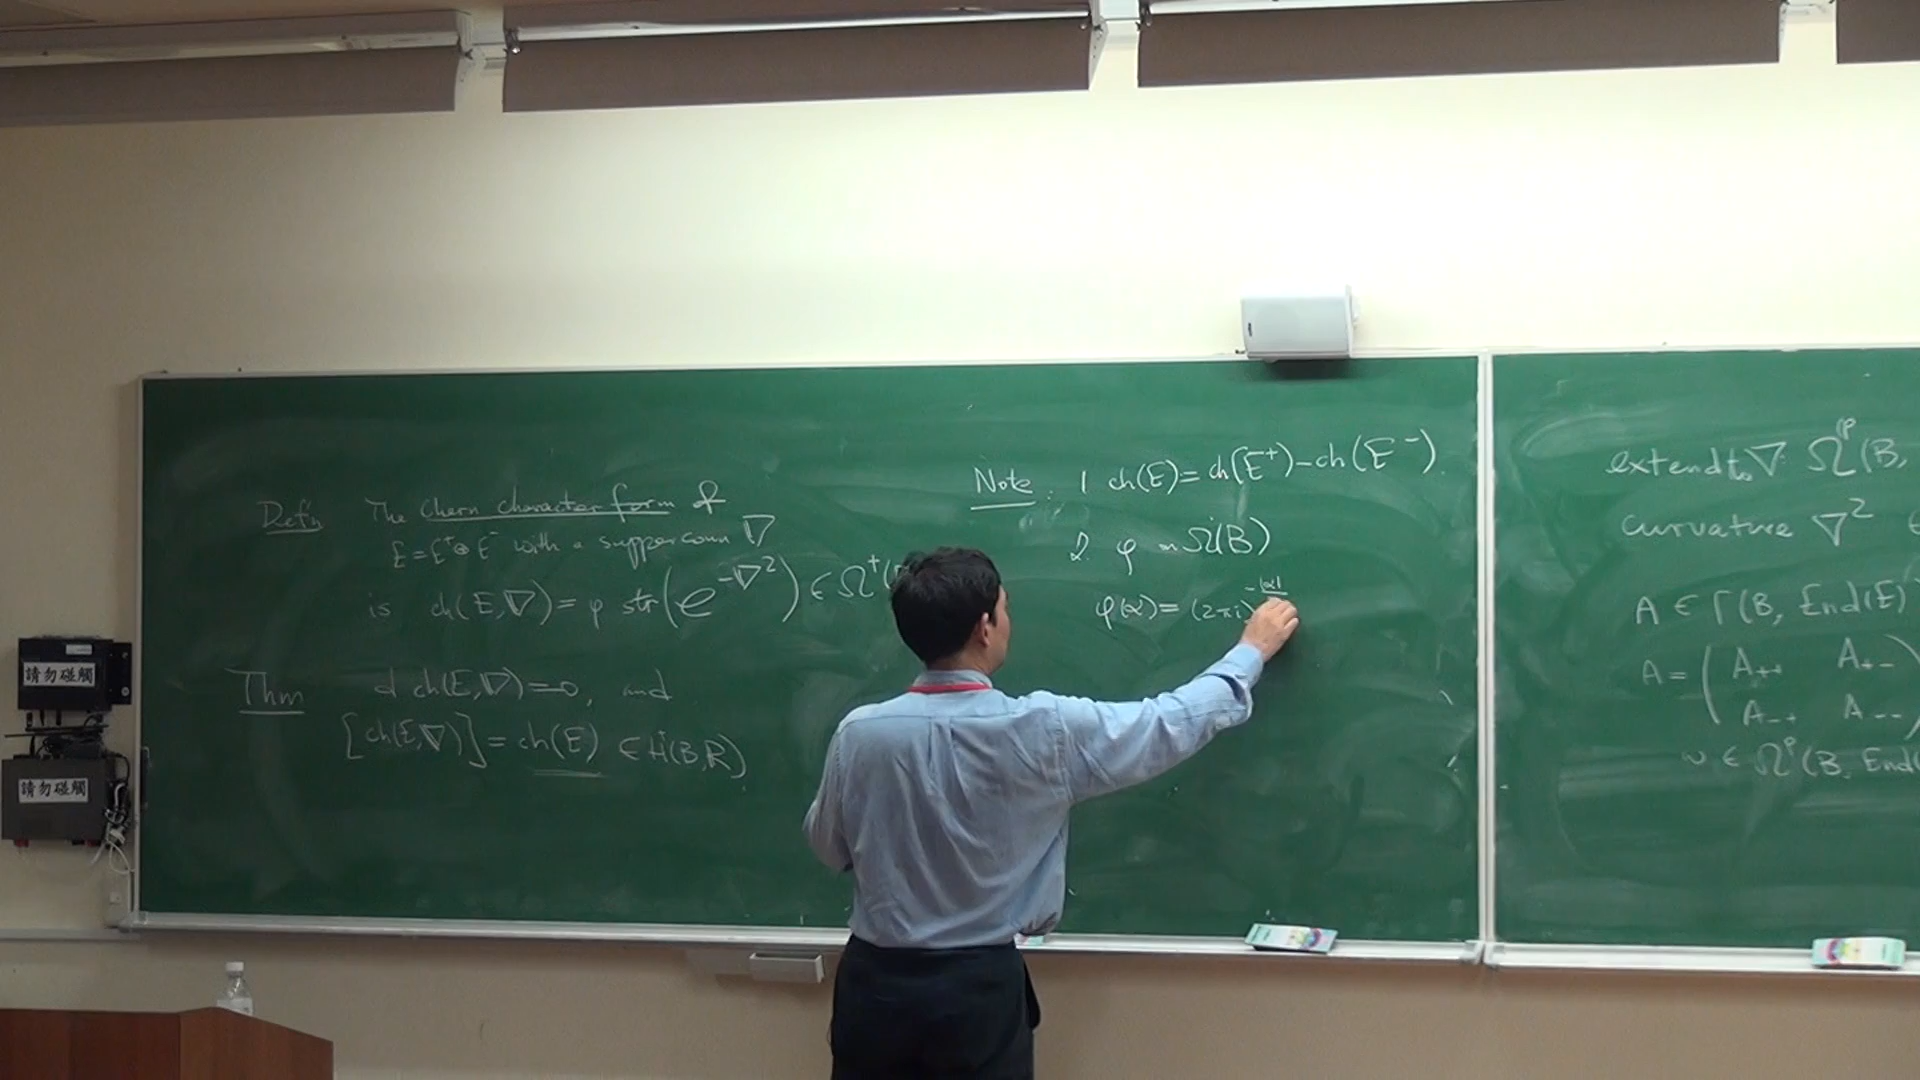 請勿碰觸
請勿碰觸
Def'n The Chern character form of
E = E⁺⊕E⁻ with a superconn ∇
is ch(E,∇) = φ str(e^{-∇²}) ∈ Ω⁺(
Thm d ch(E,∇)=0, and
[ch(E,∇)] = ch(E) ∈ H˙(B,R)
Note: 1 ch(E)= ch(E⁺)-ch(E⁻).
2. φ on Ω˙(B)
φ(α) = (2πi)^{-|α|
extend to ∇: Ω^p(B,
curvature ∇² ∈
A ∈ Γ(B, End(E)
A = ( A₊₊ A₊₋
A₋₊ A₋₋ )
ω ∈ Ω^p(B, End(